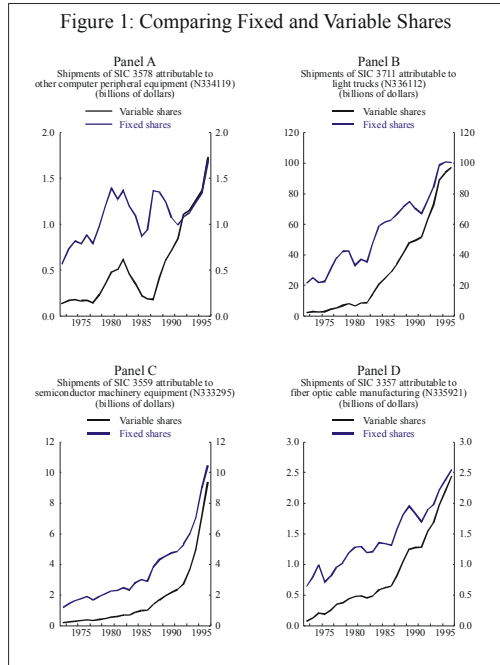 Figure 1: Comparing Fixed and Variable Shares
Panel A
Shipments of SIC 3578 attributable to
other computer peripheral equipment (N334119)
(billions of dollars)
Variable shares
Fixed shares
2.0
1.5
1.0
0.5
0.0
2.0
1.5
1.0
0.5
0.0
1975 1980 1985 1990 1995
Panel B
Shipments of SIC 3711 attributable to
light trucks (N336112)
(billions of dollars)
Variable shares
Fixed shares
120
100
80
60
40
20
0
120
100
80
60
40
20
0
1975 1980 1985 1990 1995
Panel C
Shipments of SIC 3559 attributable to
semiconductor machinery equipment (N333295)
(billions of dollars)
Variable shares
Fixed shares
12
10
8
6
4
2
0
12
10
8
6
4
2
0
1975 1980 1985 1990 1995
Panel D
Shipments of SIC 3357 attributable to
fiber optic cable manufacturing (N335921)
(billions of dollars)
Variable shares
Fixed shares
3.0
2.5
2.0
1.5
1.0
0.5
0.0
3.0
2.5
2.0
1.5
1.0
0.5
0.0
1975 1980 1985 1990 1995